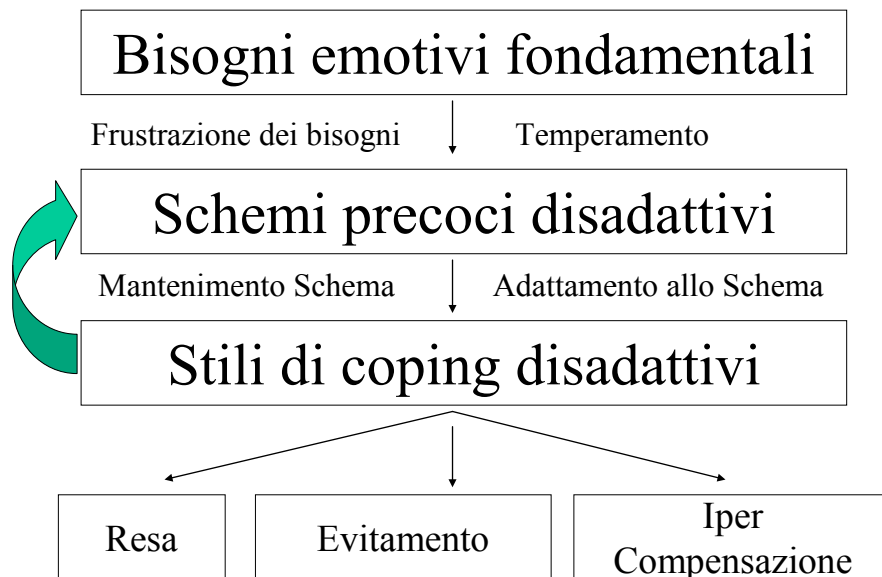 Bisogni emotivi fondamentali
Frustrazione dei bisogni
Temperamento
Schemi precoci disadattivi
Mantenimento Schema
Adattamento allo Schema
Stili di coping disadattivi
Resa
Evitamento
Iper
Compensazione